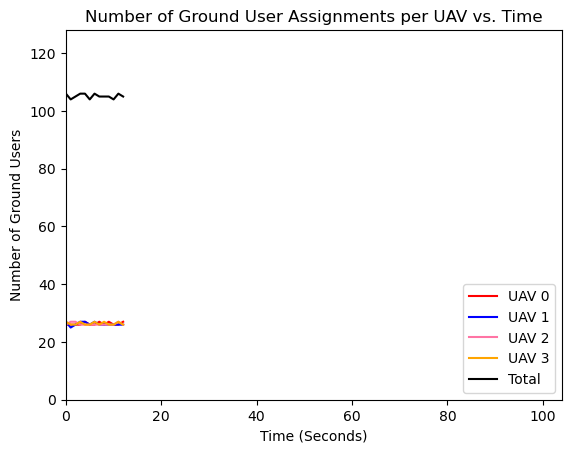 Number of Ground User Assignments per UAV vs. Time
120
100
80
60
40
20
0
Number of Ground Users
0 20 40 60 80 100
Time (Seconds)
UAV 0
UAV 1
UAV 2
UAV 3
Total